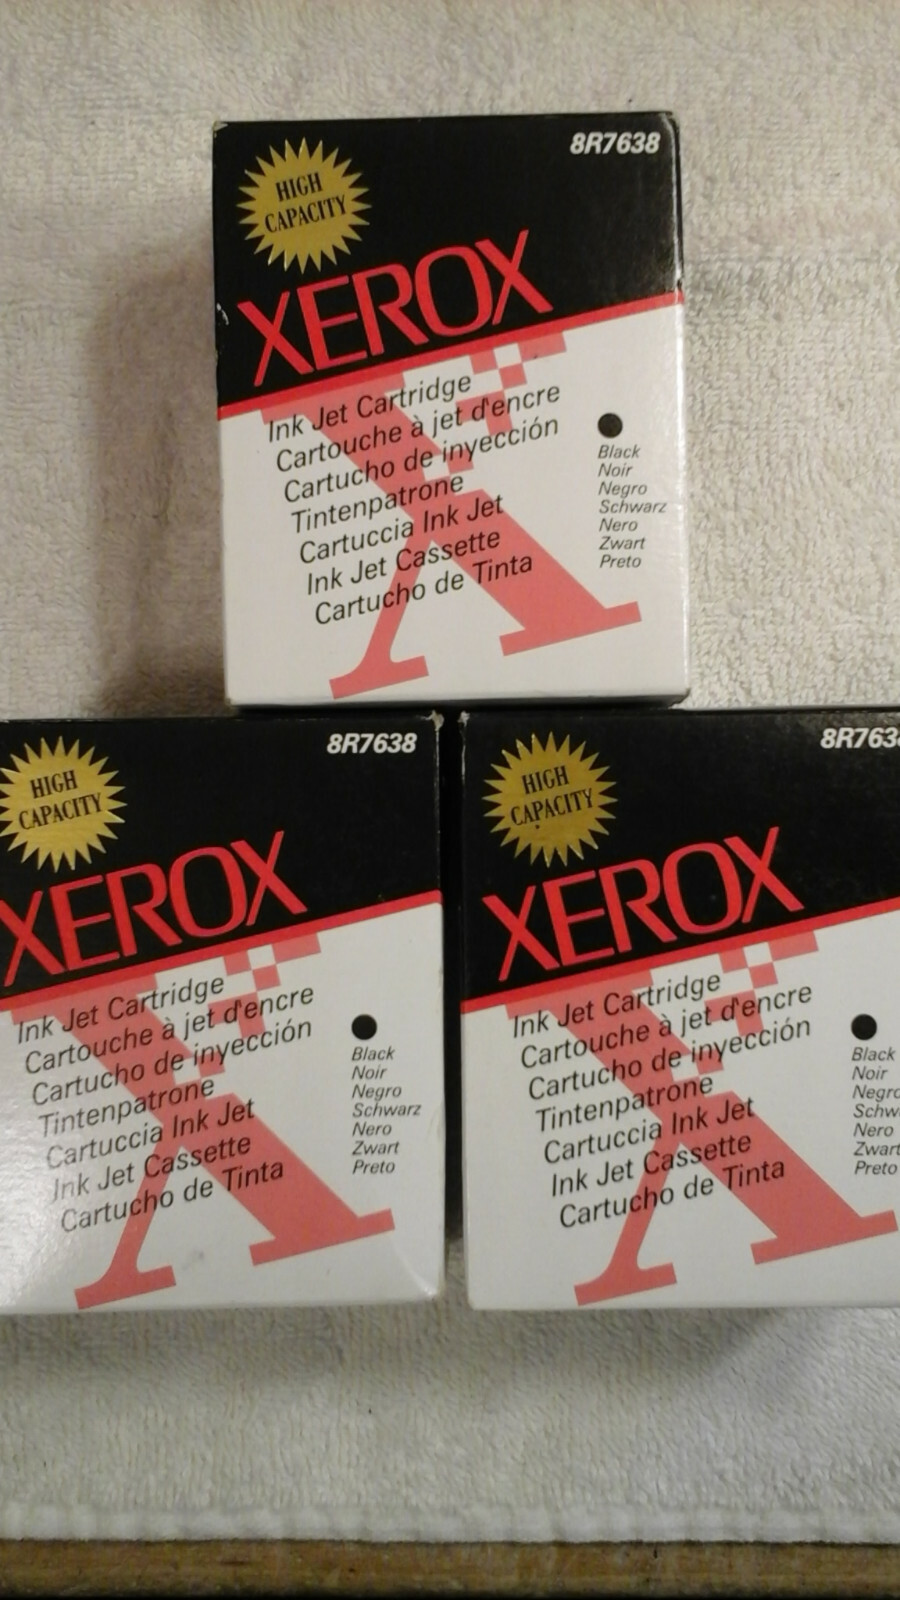 8R7638
HIGH
CAPACITY
XEROX
Ink Jet Cartridge
Cartouche à jet d'encre
Cartucho de inyección
Tintenpatrone
Cartuccia Ink Jet
Ink Jet Cassette
Cartucho de Tinta
Black
Noir
Negro
Schwarz
Nero
Zwart
Preto
8R7638
HIGH
CAPACITY
XEROX
Ink Jet Cartridge
Cartouche à jet d'encre
Cartucho de inyección
Tintenpatrone
Cartuccia Ink Jet
Ink Jet Cassette
Cartucho de Tinta
Black
Noir
Negro
Schwarz
Nero
Zwart
Preto
8R763
HIGH
CAPACITY
XEROX
Ink Jet Cartridge
Cartouche à jet d'encre
Cartucho de inyección
Tintenpatrone
Cartuccia Ink Jet
Ink Jet Cassette
Cartucho de Tinta
Black
Noir
Negro
Schw
Nero
Zwart
Preto